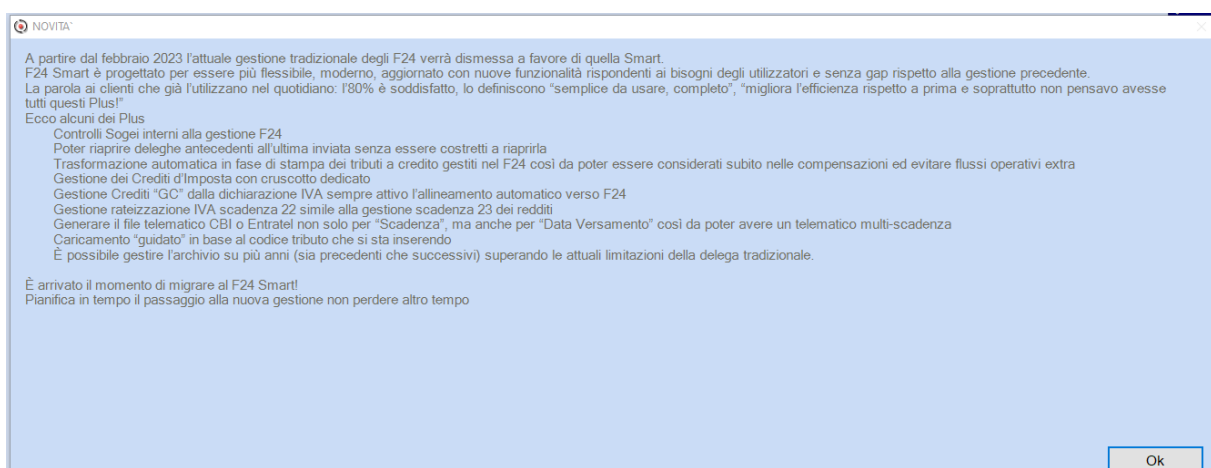 NOVITA`
A partire dal febbraio 2023 l'attuale gestione tradizionale degli F24 verrà dismessa a favore di quella Smart.
F24 Smart è progettato per essere più flessibile, moderno, aggiornato con nuove funzionalità rispondenti ai bisogni degli utilizzatori e senza gap rispetto alla gestione precedente.
La parola ai clienti che già l'utilizzano nel quotidiano: l'80% è soddisfatto, lo definiscono “semplice da usare, completo”, “migliora l'efficienza rispetto a prima e soprattutto non pensavo avesse
tutti questi Plus!”
Ecco alcuni dei Plus
Controlli Sogei interni alla gestione F24
Poter riaprire deleghe antecedenti all'ultima inviata senza essere costretti a riaprirla
Trasformazione automatica in fase di stampa dei tributi a credito gestiti nel F24 così da poter essere considerati subito nelle compensazioni ed evitare flussi operativi extra
Gestione dei Crediti d'Imposta con cruscotto dedicato
Gestione Crediti “GC” dalla dichiarazione IVA sempre attivo l'allineamento automatico verso F24
Gestione rateizzazione IVA scadenza 22 simile alla gestione scadenza 23 dei redditi
Generare il file telematico CBI o Entratel non solo per “Scadenza”, ma anche per “Data Versamento” così da poter avere un telematico multi-scadenza
Caricamento “guidato” in base al codice tributo che si sta inserendo
È possibile gestire l'archivio su più anni (sia precedenti che successivi) superando le attuali limitazioni della delega tradizionale.
È arrivato il momento di migrare al F24 Smart!
Pianifica in tempo il passaggio alla nuova gestione non perdere altro tempo
Ok